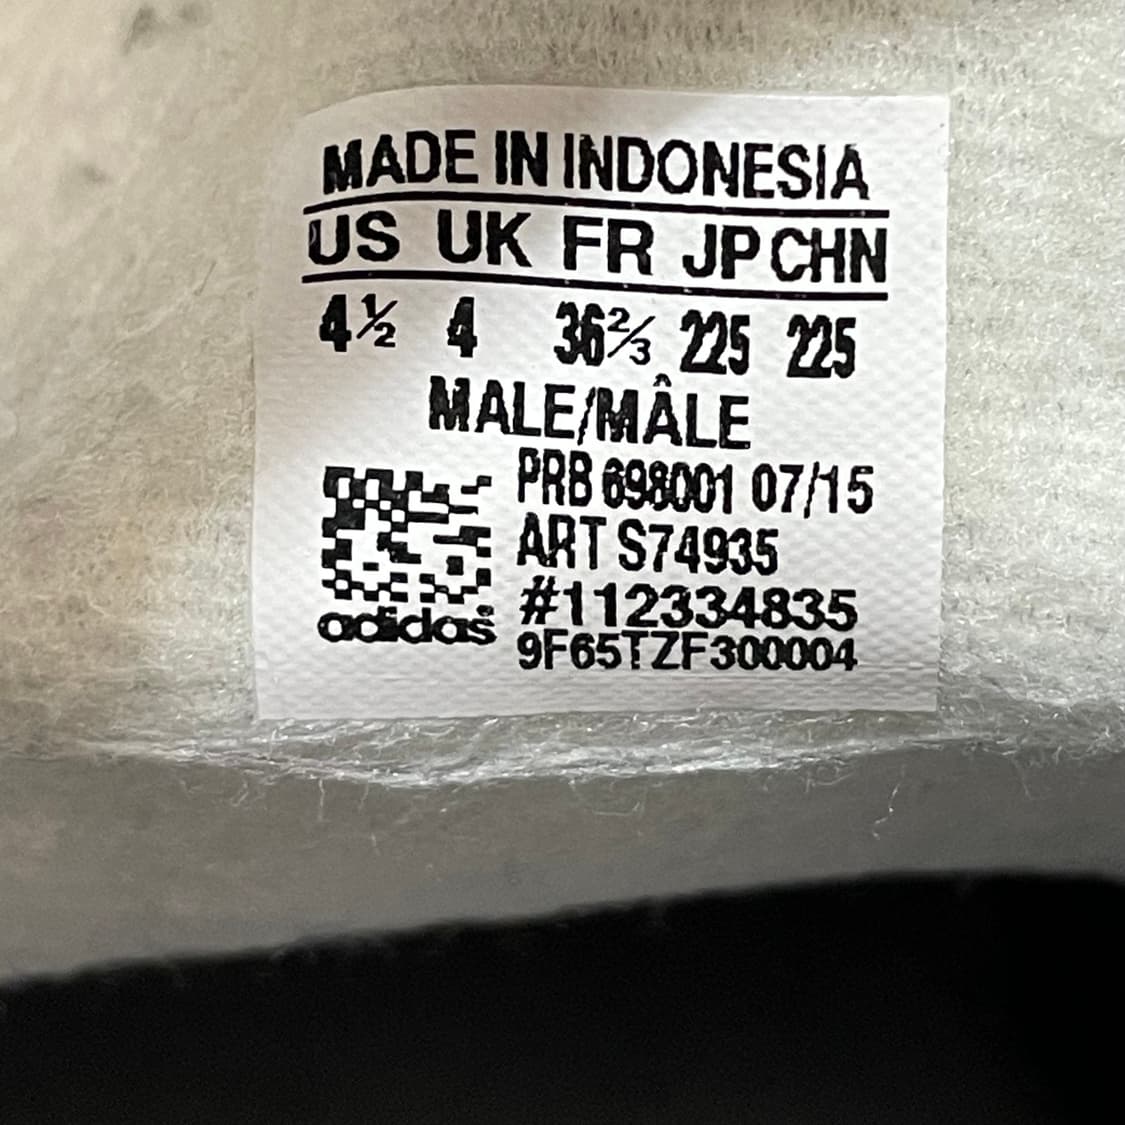 MADE IN INDONESIA
US UK FR JP CHN
4½ 4 36⅔ 225 225
MALE/MÂLE
PRB 698001 07/15
ART S74935
#112334835
adidas
9F65TZF300004